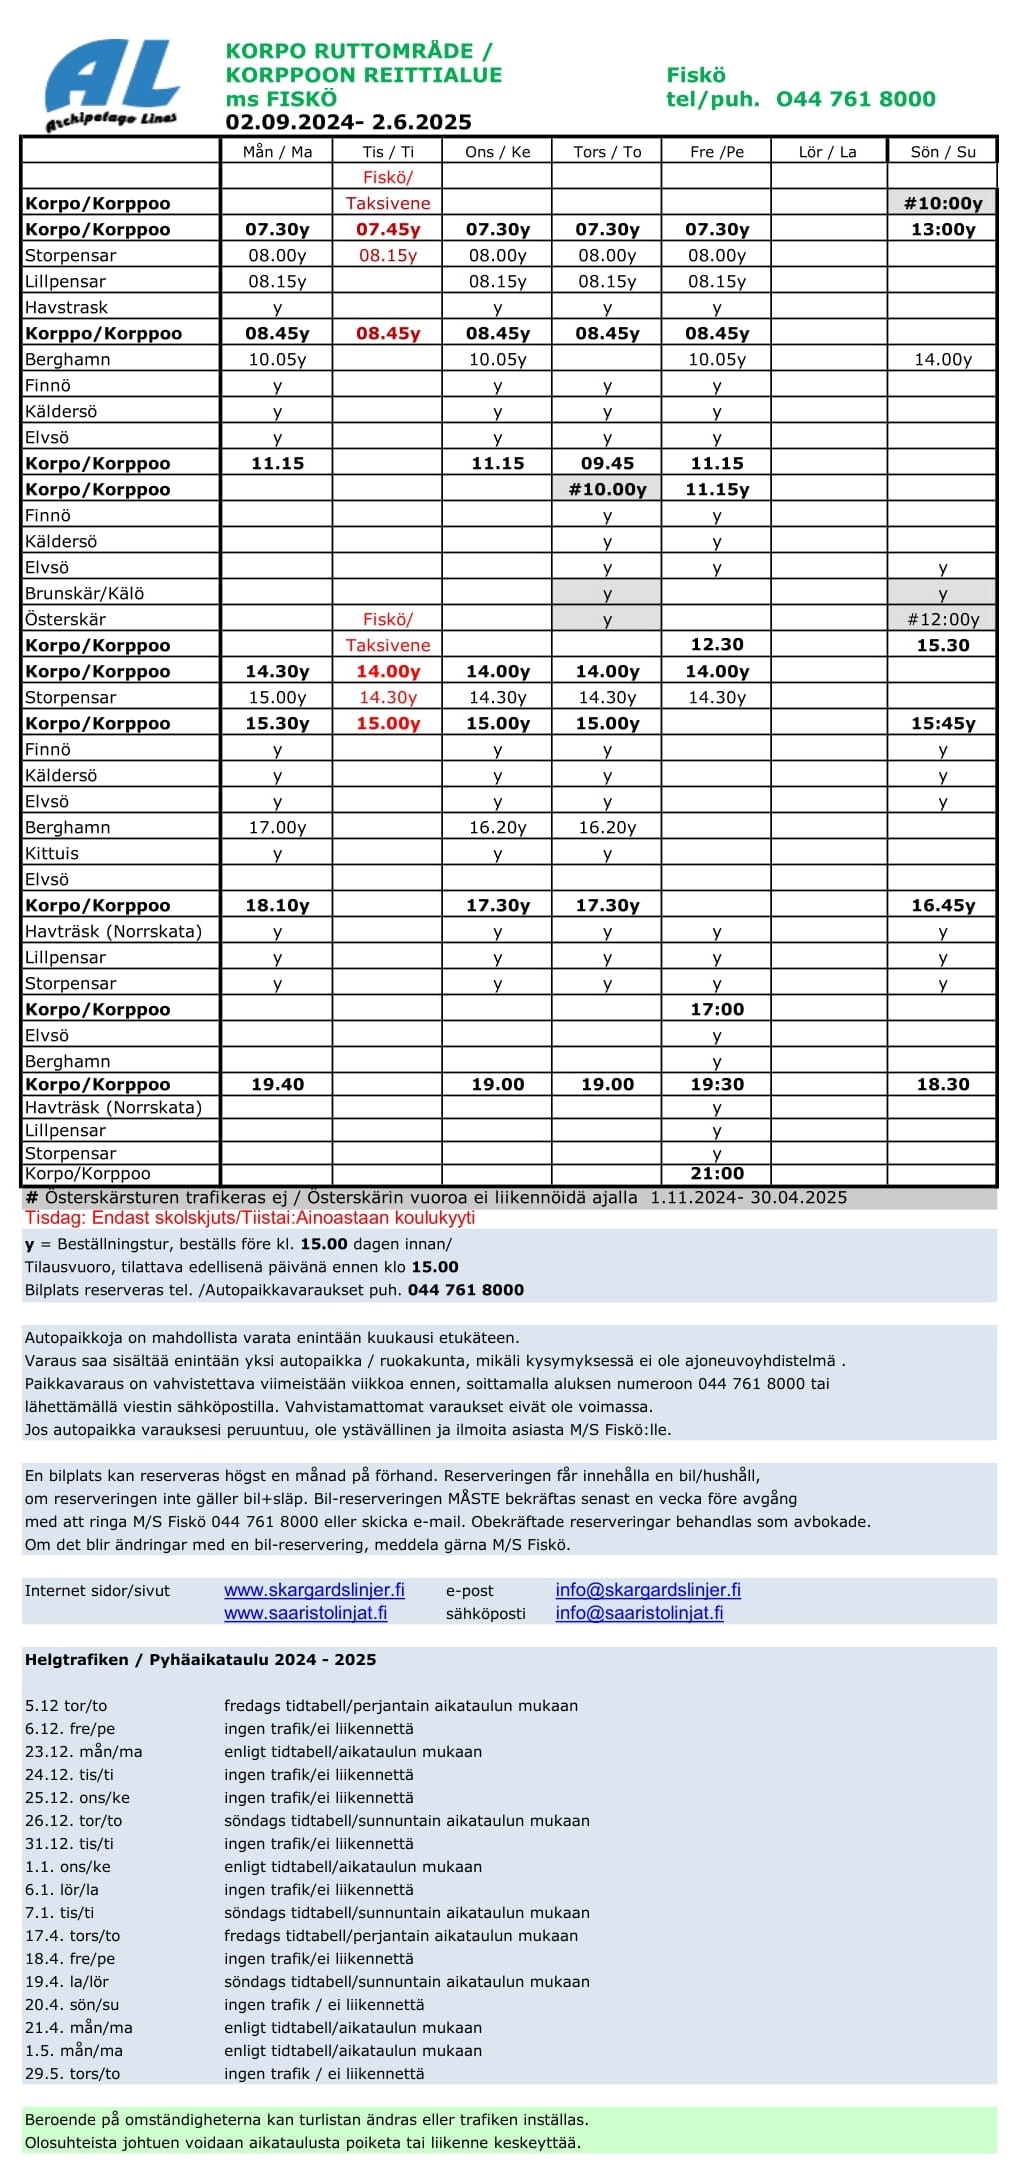 AL
Archipelago Lines
KORPO RUTTOMRÅDE /
KORPPOON REITTIALUE Fiskö
ms FISKÖ tel/puh. O44 761 8000
02.09.2024- 2.6.2025
Mån / Ma Tis / Ti Ons / Ke Tors / To Fre /Pe Lör / La Sön / Su
Fiskö/
Korpo/Korppoo Taksivene #10:00y
Korpo/Korppoo 07.30y 07.45y 07.30y 07.30y 07.30y 13:00y
Storpensar 08.00y 08.15y 08.00y 08.00y 08.00y
Lillpensar 08.15y 08.15y 08.15y 08.15y
Havstrask y y y y
Korppo/Korppoo 08.45y 08.45y 08.45y 08.45y 08.45y
Berghamn 10.05y 10.05y 10.05y 14.00y
Finnö y y y y
Käldersö y y y y
Elvsö y y y y
Korpo/Korppoo 11.15 11.15 09.45 11.15
Korpo/Korppoo #10.00y 11.15y
Finnö y y
Käldersö y y
Elvsö y y y
Brunskär/Kälö y y
Österskär Fiskö/ y #12:00y
Korpo/Korppoo Taksivene 12.30 15.30
Korpo/Korppoo 14.30y 14.00y 14.00y 14.00y 14.00y
Storpensar 15.00y 14.30y 14.30y 14.30y 14.30y
Korpo/Korppoo 15.30y 15.00y 15.00y 15.00y 15:45y
Finnö y y y y
Käldersö y y y y
Elvsö y y y y
Berghamn 17.00y 16.20y 16.20y
Kittuis y y y
Elvsö
Korpo/Korppoo 18.10y 17.30y 17.30y 16.45y
Havträsk (Norrskata) y y y y y
Lillpensar y y y y y
Storpensar y y y y y
Korpo/Korppoo 17:00
Elvsö y
Berghamn y
Korpo/Korppoo 19.40 19.00 19.00 19:30 18.30
Havträsk (Norrskata) y
Lillpensar y
Storpensar y
Korpo/Korppoo 21:00
# Österskärsturen trafikeras ej / Österskärin vuoroa ei liikennöidä ajalla 1.11.2024- 30.04.2025
Tisdag: Endast skolskjuts/Tiistai:Ainoastaan koulukyyti
y = Beställningstur, beställs före kl. 15.00 dagen innan/
Tilausvuoro, tilattava edellisenä päivänä ennen klo 15.00
Bilplats reserveras tel. /Autopaikkavaraukset puh. 044 761 8000
Autopaikkoja on mahdollista varata enintään kuukausi etukäteen.
Varaus saa sisältää enintään yksi autopaikka / ruokakunta, mikäli kysymyksessä ei ole ajoneuvoyhdistelmä .
Paikkavaraus on vahvistettava viimeistään viikkoa ennen, soittamalla aluksen numeroon 044 761 8000 tai
lähettämällä viestin sähköpostilla. Vahvistamattomat varaukset eivät ole voimassa.
Jos autopaikka varauksesi peruuntuu, ole ystävällinen ja ilmoita asiasta M/S Fiskö:lle.
En bilplats kan reserveras högst en månad på förhand. Reserveringen får innehålla en bil/hushåll,
om reserveringen inte gäller bil+släp. Bil-reserveringen MÅSTE bekräftas senast en vecka före avgång
med att ringa M/S Fiskö 044 761 8000 eller skicka e-mail. Obekräftade reserveringar behandlas som avbokade.
Om det blir ändringar med en bil-reservering, meddela gärna M/S Fiskö.
Internet sidor/sivut www.skargardslinjer.fi e-post info@skargardslinjer.fi
www.saaristolinjat.fi sähköposti info@saaristolinjat.fi
Helgtrafiken / Pyhäaikataulu 2024 - 2025
5.12 tor/to fredags tidtabell/perjantain aikataulun mukaan
6.12. fre/pe ingen trafik/ei liikennettä
23.12. mån/ma enligt tidtabell/aikataulun mukaan
24.12. tis/ti ingen trafik/ei liikennettä
25.12. ons/ke ingen trafik/ei liikennettä
26.12. tor/to söndags tidtabell/sunnuntain aikataulun mukaan
31.12. tis/ti ingen trafik/ei liikennettä
1.1. ons/ke enligt tidtabell/aikataulun mukaan
6.1. lör/la ingen trafik/ei liikennettä
7.1. tis/ti söndags tidtabell/sunnuntain aikataulun mukaan
17.4. tors/to fredags tidtabell/perjantain aikataulun mukaan
18.4. fre/pe ingen trafik/ei liikennettä
19.4. la/lör söndags tidtabell/sunnuntain aikataulun mukaan
20.4. sön/su ingen trafik / ei liikennettä
21.4. mån/ma enligt tidtabell/aikataulun mukaan
1.5. mån/ma enligt tidtabell/aikataulun mukaan
29.5. tors/to ingen trafik / ei liikennettä
Beroende på omständigheterna kan turlistan ändras eller trafiken inställas.
Olosuhteista johtuen voidaan aikataulusta poiketa tai liikenne keskeyttää.